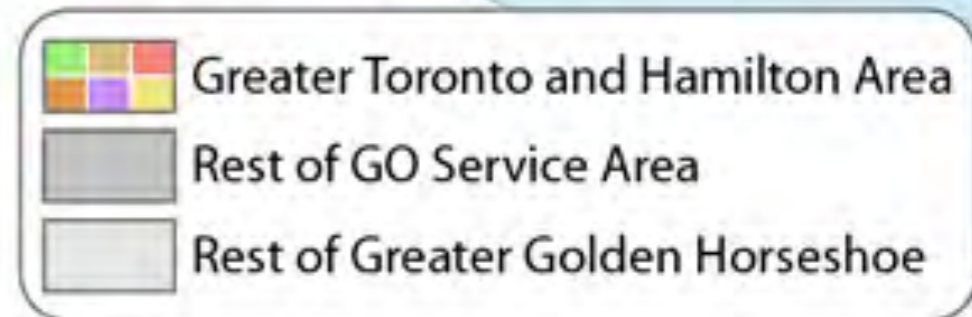 Greater Toronto and Hamilton Area
Rest of GO Service Area
Rest of Greater Golden Horseshoe